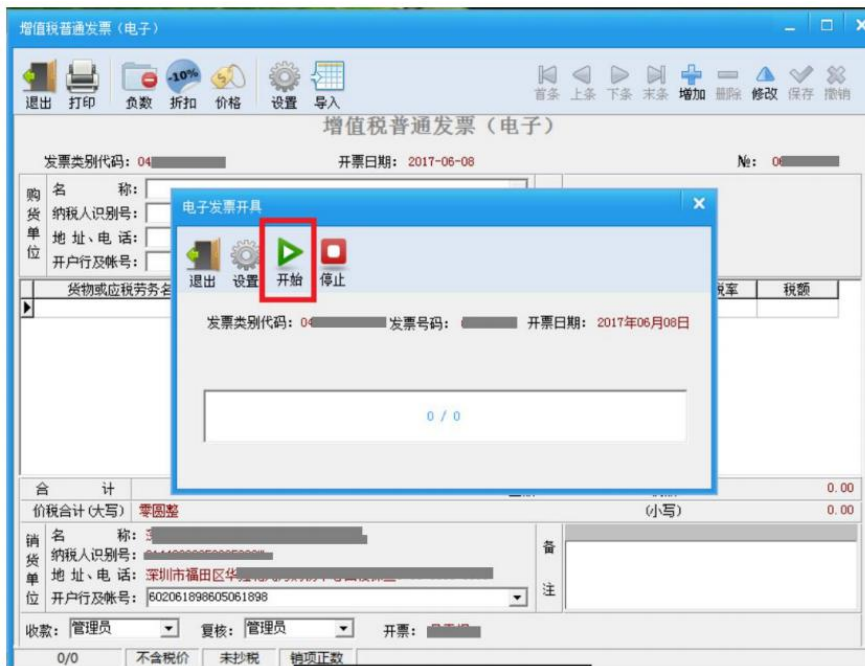 增值税普通发票（电子）
退出 打印 负数 折扣 价格 设置 导入 首条 上条 下条 末条 增加 删除 修改 保存 撤销
-10%
增值税普通发票（电子）
发票类别代码：04 开票日期：2017-06-08 №：0
购货单位
名 称：
纳税人识别号：
地 址、电 话：
开户行及帐号：
电子发票开具
退出 设置 开始 停止
发票类别代码：04 发票号码： 开票日期：2017年06月08日
0 / 0
货物或应税劳务名 税率 税额
合 计 0.00
价税合计(大写) 零圆整 (小写) 0.00
销货单位
名 称：
纳税人识别号：
地 址、电 话：深圳市福田区华
开户行及帐号：602061898605061898
备注
收款：管理员 复核：管理员 开票：
0/0 不含税价 未抄税 销项正数